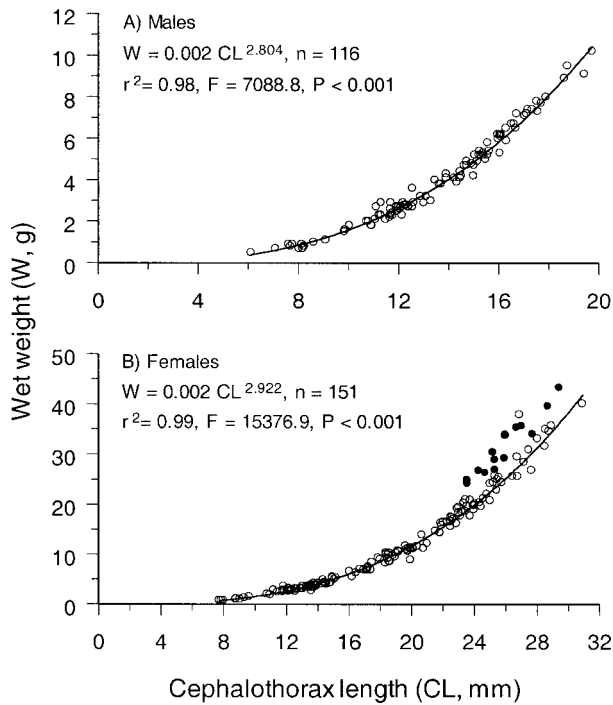 A) Males
W = 0.002 CL^2.804, n = 116
r^2 = 0.98, F = 7088.8, P < 0.001
12
10
8
6
4
2
0
0 4 8 12 16 20
Wet weight (W, g)
B) Females
W = 0.002 CL^2.922, n = 151
r^2 = 0.99, F = 15376.9, P < 0.001
50
40
30
20
10
0
0 4 8 12 16 20 24 28 32
Cephalothorax length (CL, mm)